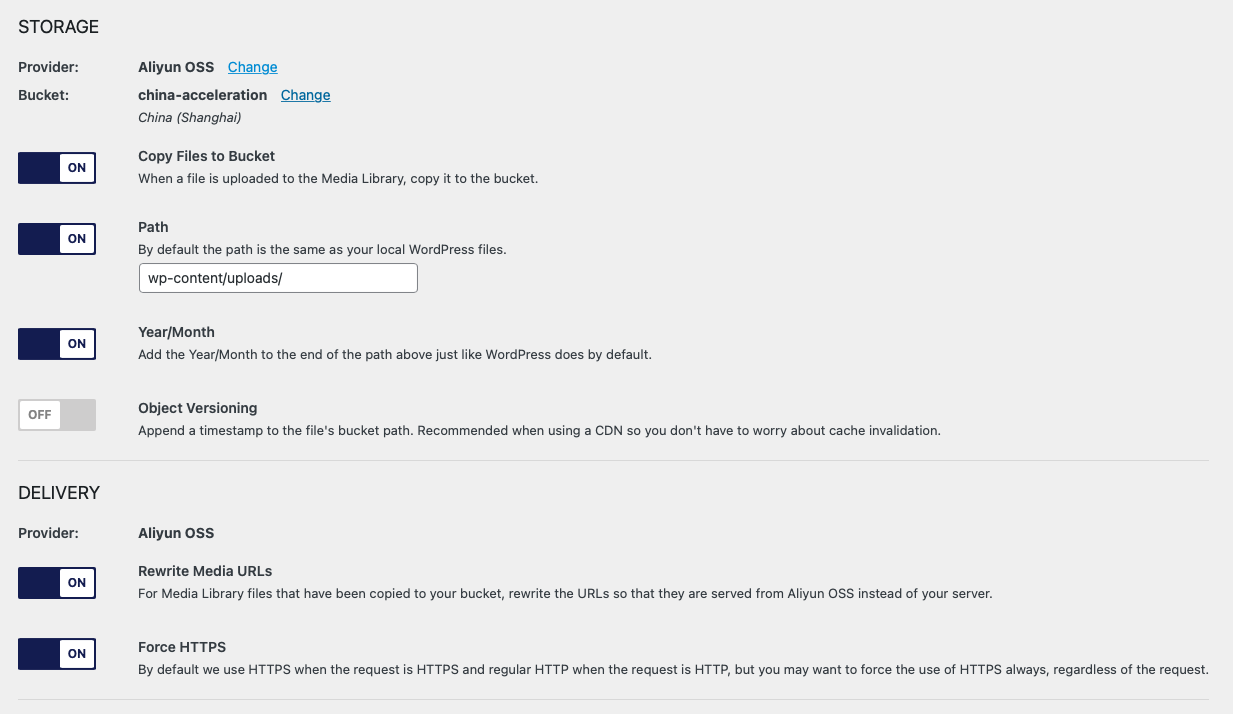 STORAGE
Provider: Aliyun OSS Change
Bucket: china-acceleration Change
China (Shanghai)
ON Copy Files to Bucket
When a file is uploaded to the Media Library, copy it to the bucket.
ON Path
By default the path is the same as your local WordPress files.
wp-content/uploads/
ON Year/Month
Add the Year/Month to the end of the path above just like WordPress does by default.
OFF Object Versioning
Append a timestamp to the file's bucket path. Recommended when using a CDN so you don't have to worry about cache invalidation.
DELIVERY
Provider: Aliyun OSS
ON Rewrite Media URLs
For Media Library files that have been copied to your bucket, rewrite the URLs so that they are served from Aliyun OSS instead of your server.
ON Force HTTPS
By default we use HTTPS when the request is HTTPS and regular HTTP when the request is HTTP, but you may want to force the use of HTTPS always, regardless of the request.